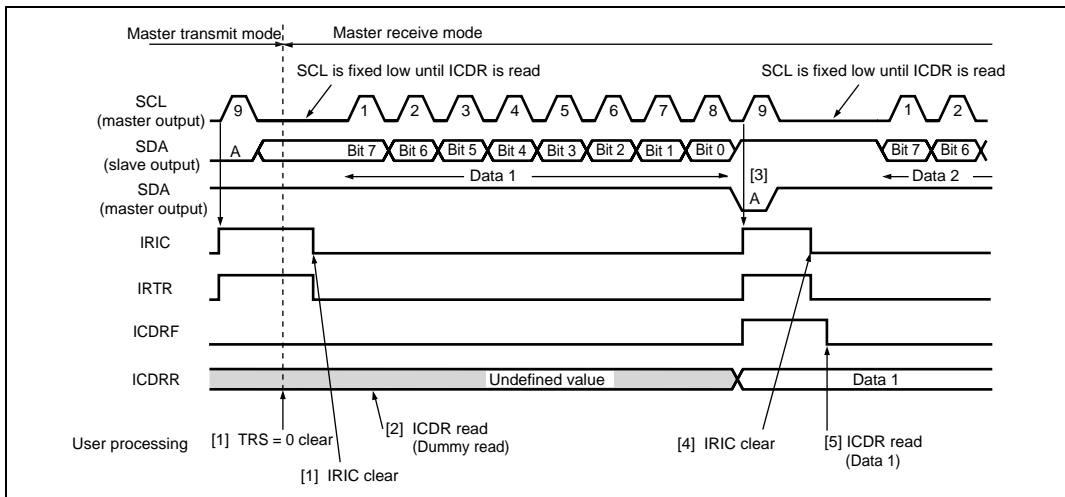 Master transmit mode Master receive mode
SCL is fixed low until ICDR is read SCL is fixed low until ICDR is read
SCL
(master output)
9 1 2 3 4 5 6 7 8 9 1 2
SDA
(slave output)
A Bit 7 Bit 6 Bit 5 Bit 4 Bit 3 Bit 2 Bit 1 Bit 0 Bit 7 Bit 6
Data 1 [3] Data 2
SDA
(master output)
A
IRIC
IRTR
ICDRF
ICDRR
Undefined value Data 1
User processing
[1] TRS = 0 clear
[2] ICDR read
(Dummy read)
[1] IRIC clear
[4] IRIC clear
[5] ICDR read
(Data 1)